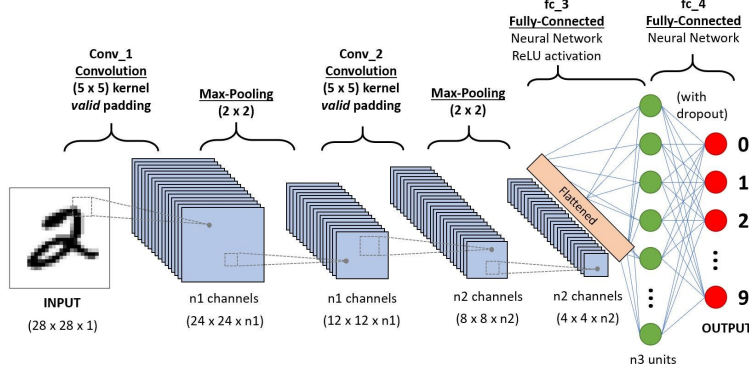 fc_3
Fully-Connected
Neural Network
ReLU activation
fc_4
Fully-Connected
Neural Network
Conv_1
Convolution
(5 x 5) kernel
valid padding
Max-Pooling
(2 x 2)
Conv_2
Convolution
(5 x 5) kernel
valid padding
Max-Pooling
(2 x 2)
(with
dropout)
Flattened
0
1
2
9
INPUT
(28 x 28 x 1)
n1 channels
(24 x 24 x n1)
n1 channels
(12 x 12 x n1)
n2 channels
(8 x 8 x n2)
n2 channels
(4 x 4 x n2)
n3 units
OUTPUT